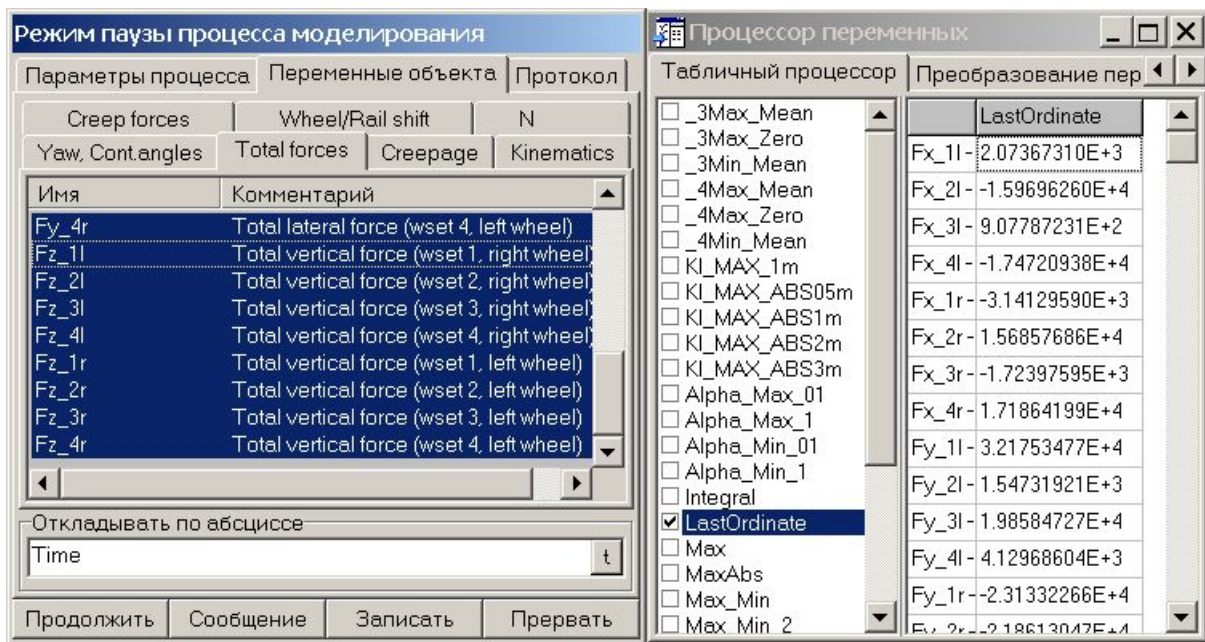 Режим паузы процесса моделирования
Параметры процесса Переменные объекта Протокол
Creep forces Wheel/Rail shift N
Yaw, Cont.angles Total forces Creepage Kinematics
Имя Комментарий
Fy_4r Total lateral force (wset 4, left wheel)
Fz_1l Total vertical force (wset 1, right wheel)
Fz_2l Total vertical force (wset 2, right wheel)
Fz_3l Total vertical force (wset 3, right wheel)
Fz_4l Total vertical force (wset 4, right wheel)
Fz_1r Total vertical force (wset 1, left wheel)
Fz_2r Total vertical force (wset 2, left wheel)
Fz_3r Total vertical force (wset 3, left wheel)
Fz_4r Total vertical force (wset 4, left wheel)
Откладывать по абсциссе
Time t
Продолжить Сообщение Записать Прервать
Процессор переменных
Табличный процессор Преобразование пер
_3Max_Mean
_3Max_Zero
_3Min_Mean
_4Max_Mean
_4Max_Zero
_4Min_Mean
KI_MAX_1m
KI_MAX_ABS05m
KI_MAX_ABS1m
KI_MAX_ABS2m
KI_MAX_ABS3m
Alpha_Max_01
Alpha_Max_1
Alpha_Min_01
Alpha_Min_1
Integral
LastOrdinate
Max
MaxAbs
Max_Min
Max_Min_2
LastOrdinate
Fx_1l- 2.07367310E+3
Fx_2l- -1.59696260E+4
Fx_3l- 9.07787231E+2
Fx_4l- -1.74720938E+4
Fx_1r- -3.14129590E+3
Fx_2r- 1.56857686E+4
Fx_3r- -1.72397595E+3
Fx_4r- 1.71864199E+4
Fy_1l- 3.21753477E+4
Fy_2l- 1.54731921E+3
Fy_3l- 1.98584727E+4
Fy_4l- 4.12968604E+3
Fy_1r- -2.31332266E+4
Fy_2r- -2.18613047E+4